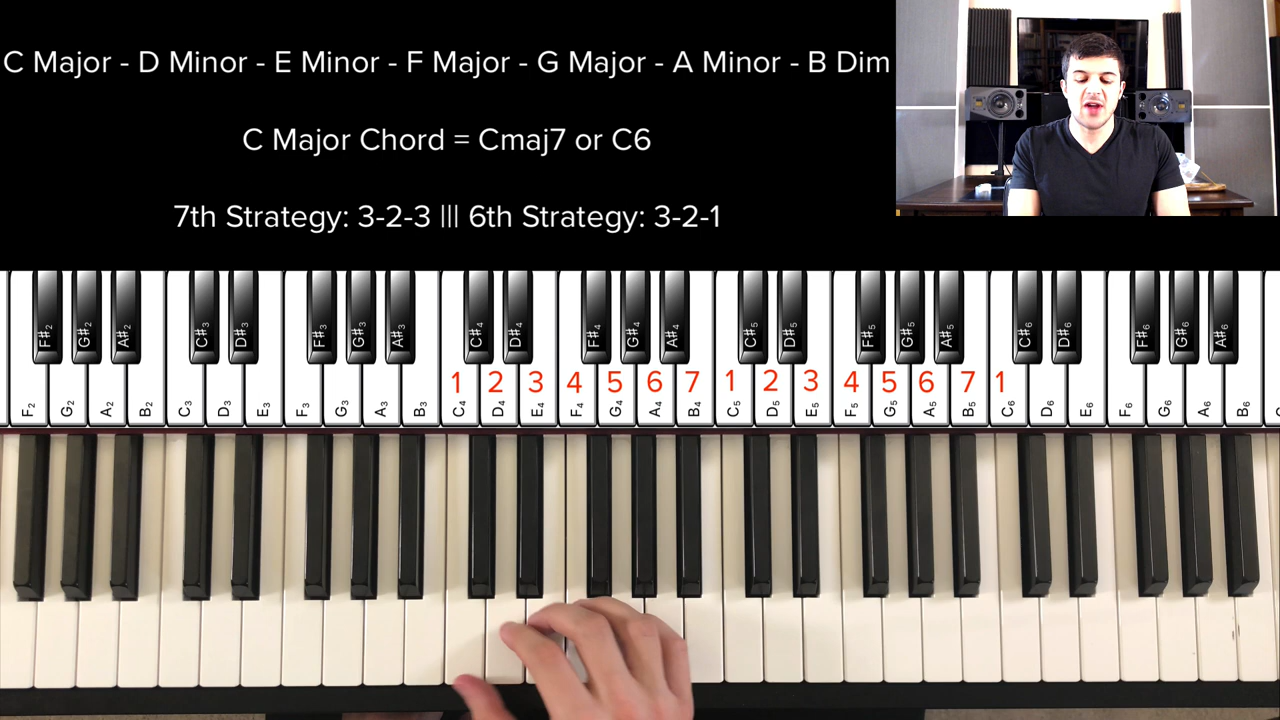 C Major - D Minor - E Minor - F Major - G Major - A Minor - B Dim
C Major Chord = Cmaj7 or C6
7th Strategy: 3-2-3 ||| 6th Strategy: 3-2-1
F#2 G#2 A#2 C#3 D#3 F#3 G#3 A#3 C#4 D#4 F#4 G#4 A#4 C#5 D#5 F#5 G#5 A#5 C#6 D#6 F#6 G#6 A#6
1 2 3 4 5 6 7 1 2 3 4 5 6 7 1
F2 G2 A2 B2 C3 D3 E3 F3 G3 A3 B3 C4 D4 E4 F4 G4 A4 B4 C5 D5 E5 F5 G5 A5 B5 C6 D6 E6 F6 G6 A6 B6